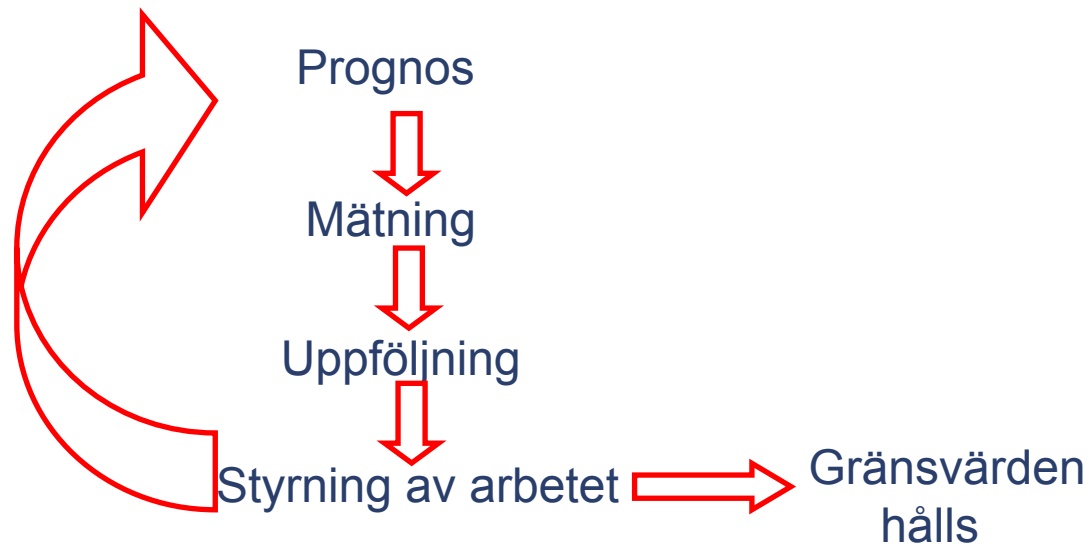 Prognos
Mätning
Uppföljning
Styrning av arbetet
Gränsvärden
hålls